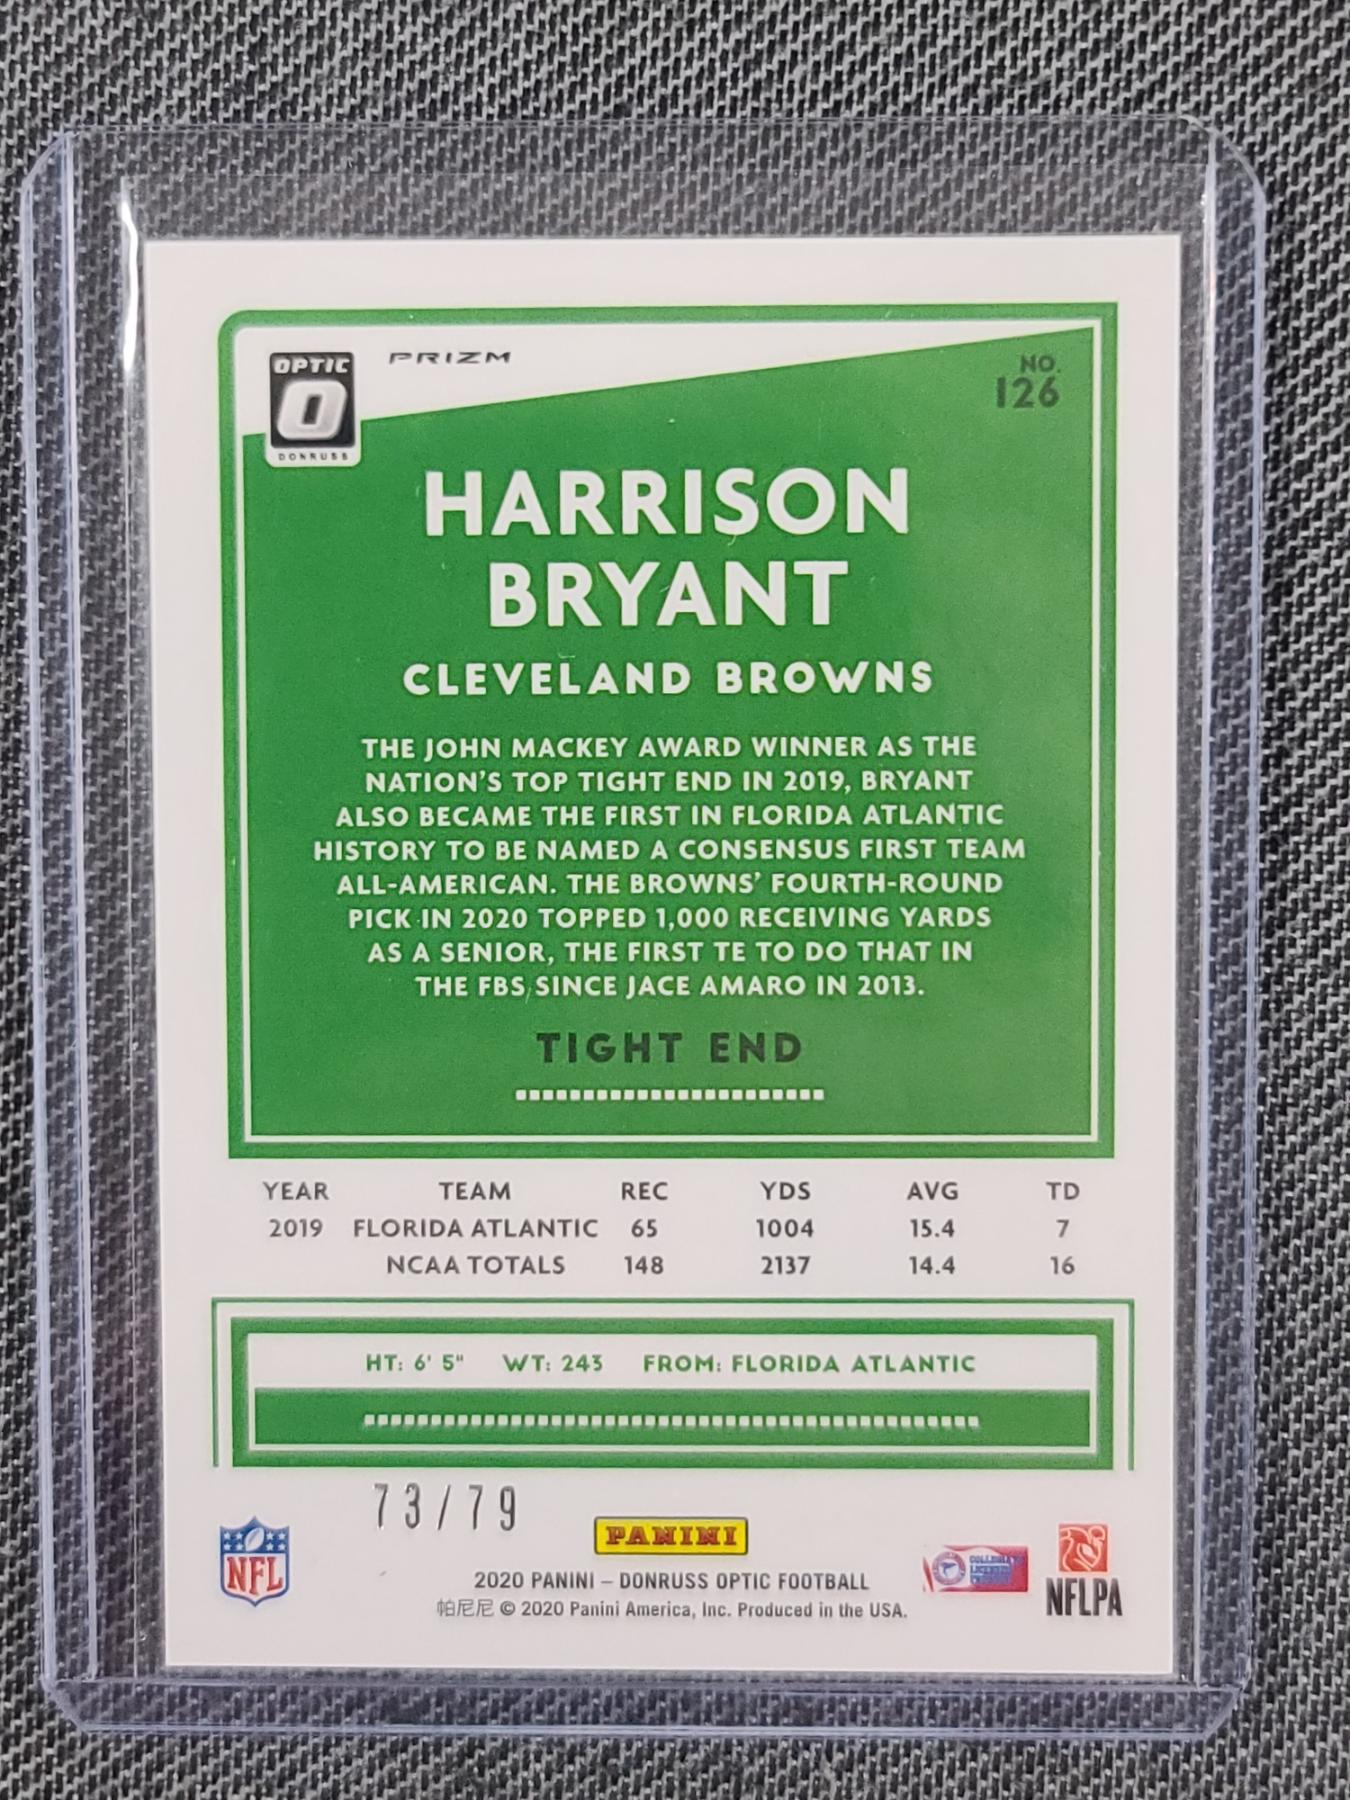 OPTIC
PRIZM
NO.
126
DONRUSS
HARRISON
BRYANT
CLEVELAND BROWNS
THE JOHN MACKEY AWARD WINNER AS THE
NATION'S TOP TIGHT END IN 2019, BRYANT
ALSO BECAME THE FIRST IN FLORIDA ATLANTIC
HISTORY TO BE NAMED A CONSENSUS FIRST TEAM
ALL-AMERICAN. THE BROWNS' FOURTH-ROUND
PICK IN 2020 TOPPED 1,000 RECEIVING YARDS
AS A SENIOR, THE FIRST TE TO DO THAT IN
THE FBS SINCE JACE AMARO IN 2013.
TIGHT END
YEAR TEAM REC YDS AVG TD
2019 FLORIDA ATLANTIC 65 1004 15.4 7
NCAA TOTALS 148 2137 14.4 16
HT: 6' 5" WT: 243 FROM: FLORIDA ATLANTIC
73/79
NFL
PANINI
NFLPA
2020 PANINI – DONRUSS OPTIC FOOTBALL
帕尼尼 © 2020 Panini America, Inc. Produced in the USA.